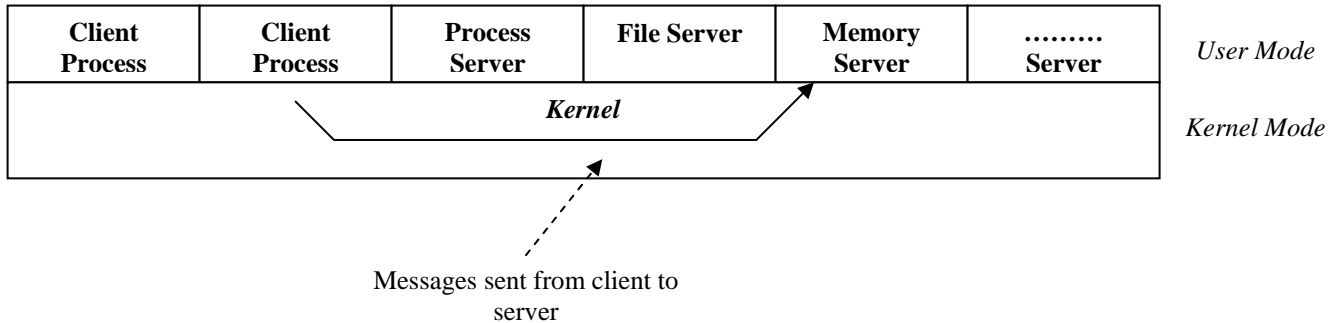 Client Process
Client Process
Process Server
File Server
Memory Server
……… Server
User Mode
Kernel
Kernel Mode
Messages sent from client to
server